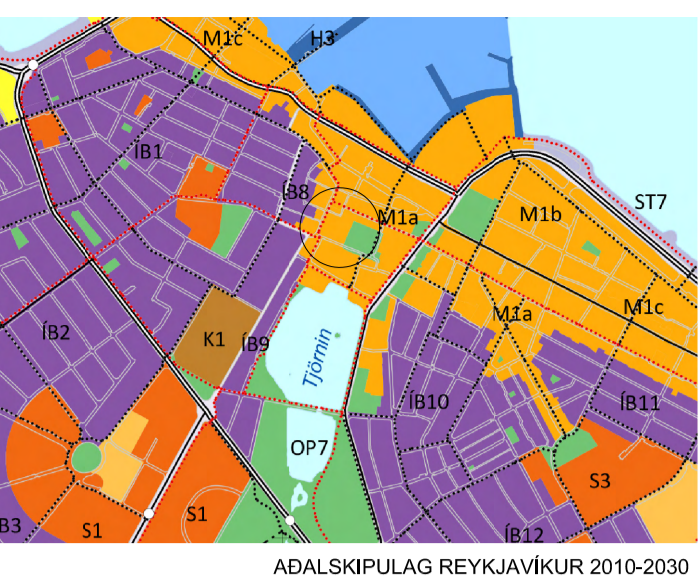 M1c
H3
ÍB1
ÍB8
ST7
M1a
M1b
M1c
M1a
ÍB2
K1
ÍB9
Tjörnin
ÍB10
ÍB11
OP7
S3
B3
S1
S1
ÍB12
AÐALSKIPULAG REYKJAVÍKUR 2010-2030